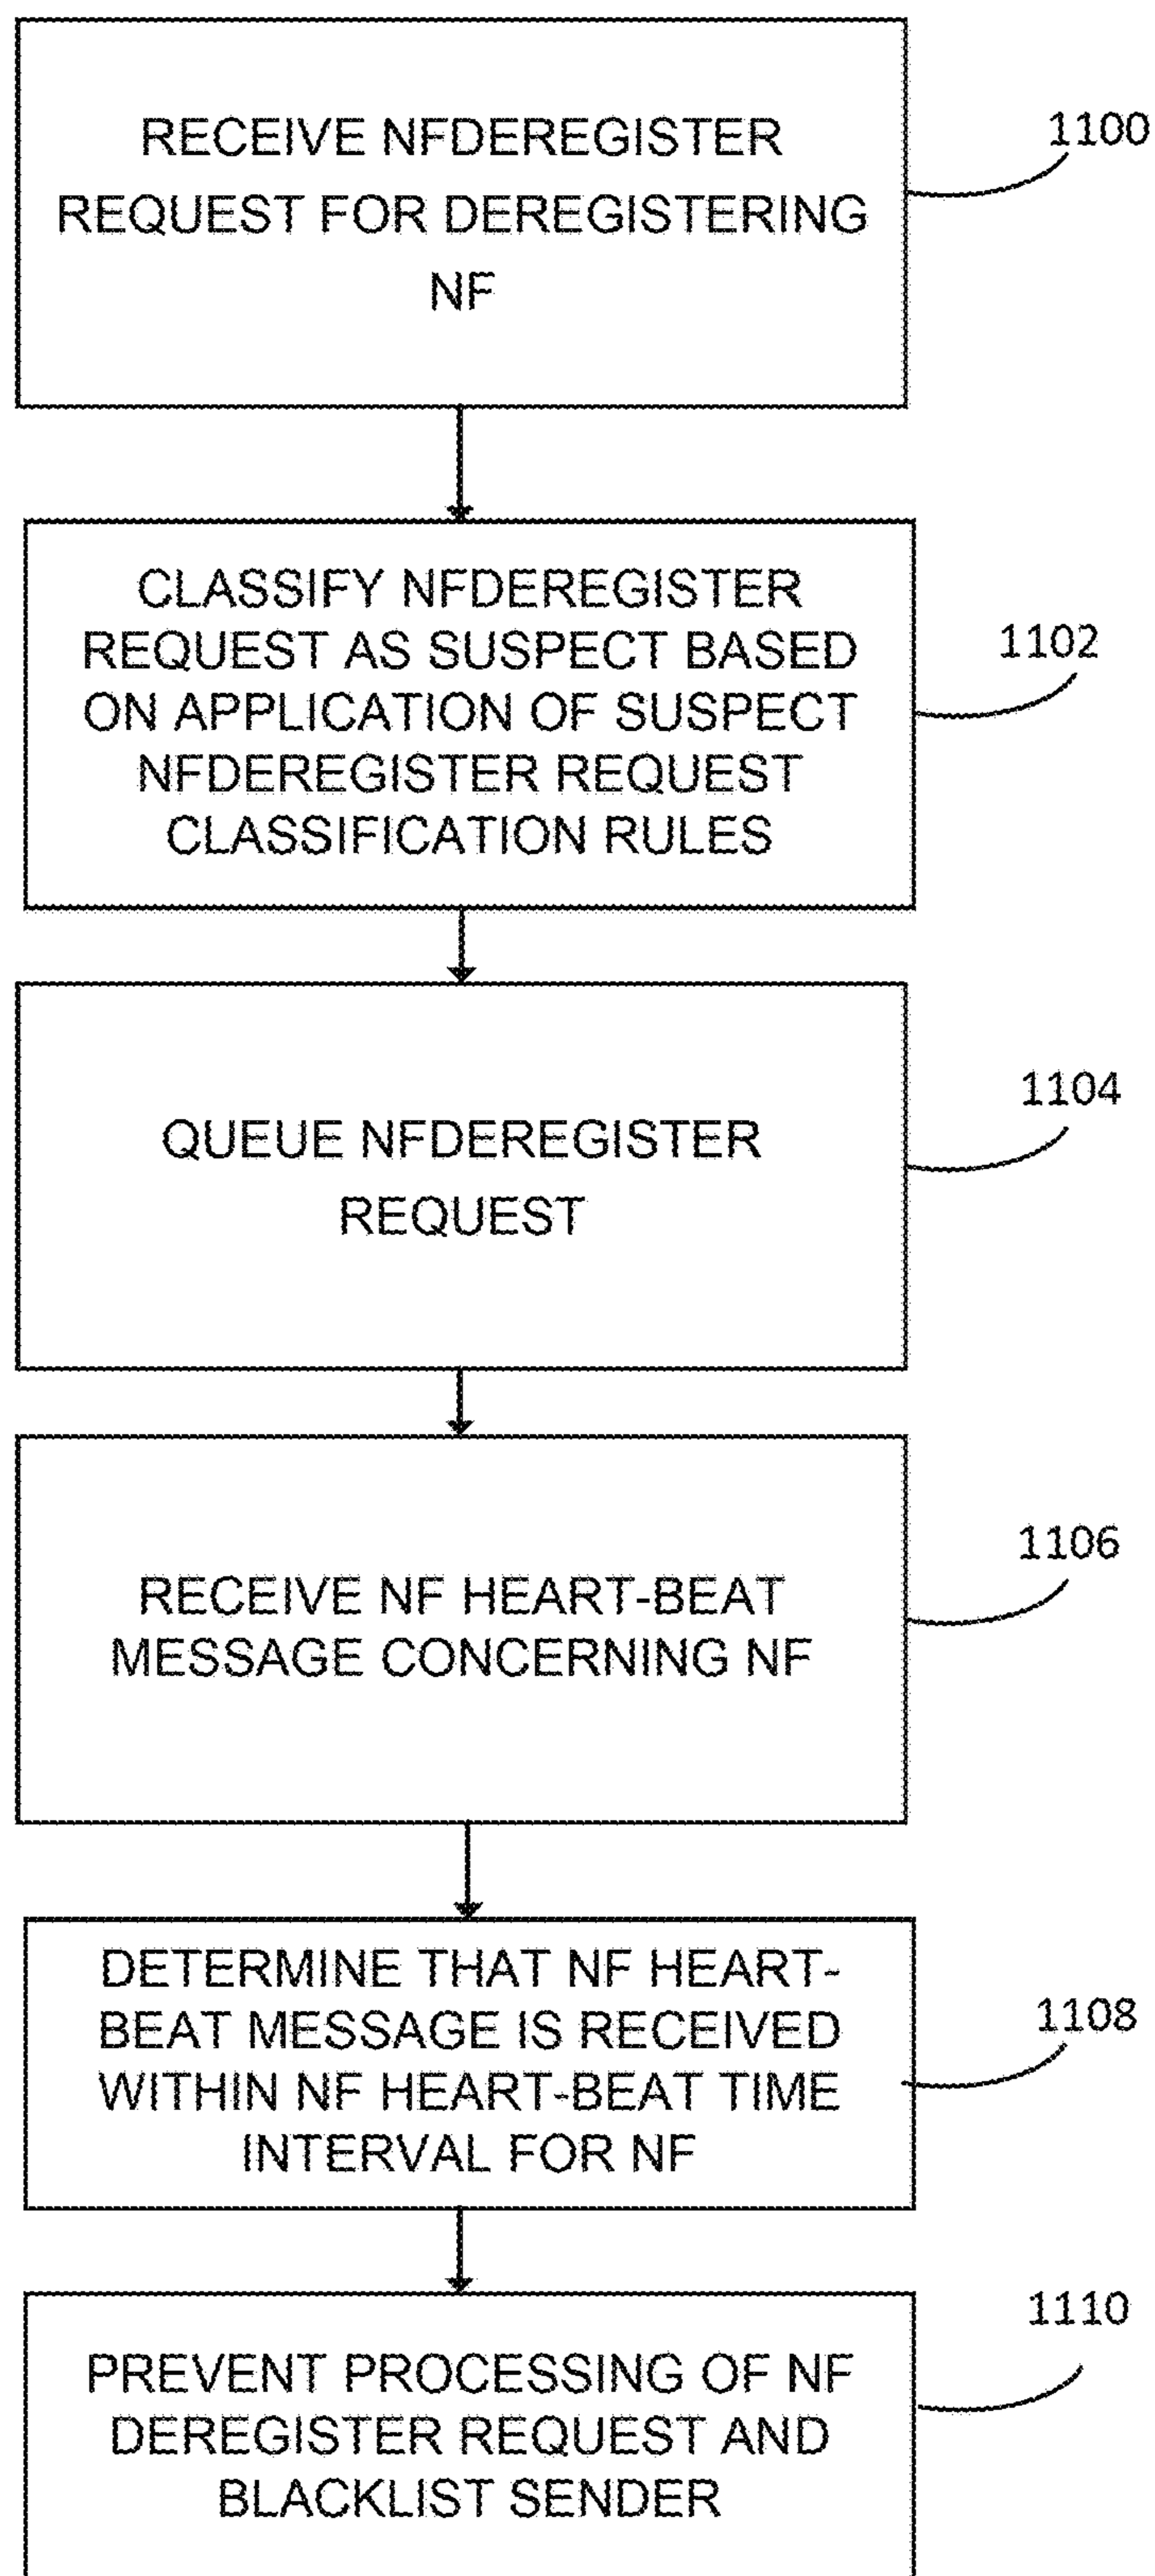 RECEIVE NFDEREGISTER
1100
REQUEST FOR DEREGISTERING
NF
CLASSIFY NFDEREGISTER
REQUEST AS SUSPECT BASED
1102
ON APPLICATION OF SUSPECT
NFDEREGISTER REQUEST
CLASSIFICATION RULES
1104
QUEUE NFDEREGISTER
REQUEST
1106
RECEIVE NF HEART-BEAT
MESSAGE CONCERNING NF
DETERMINE THAT NF HEART-
BEAT MESSAGE IS RECEIVED
1108
WITHIN NF HEART-BEAT TIME
INTERVAL FOR NF
1110
PREVENT PROCESSING OF NF
DEREGISTER REQUEST AND
BLACKLIST SENDER